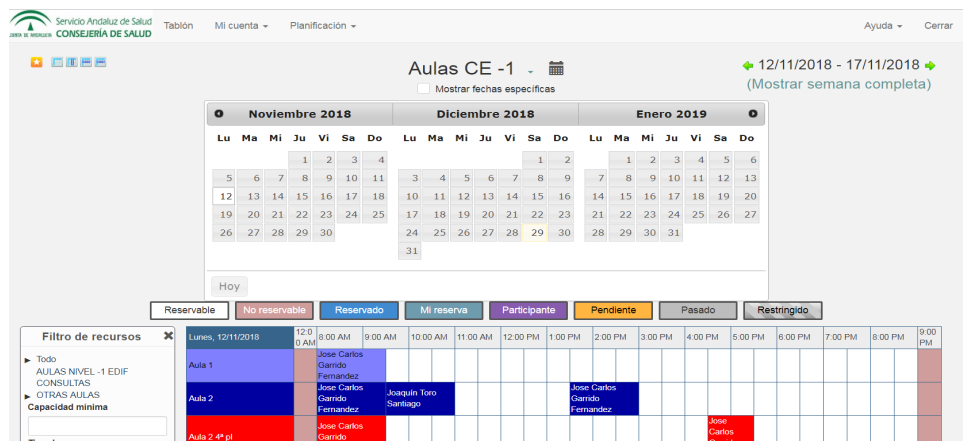 Servicio Andaluz de Salud
CONSEJERÍA DE SALUD
JUNTA DE ANDALUCIA
Tablón Mi cuenta Planificación Ayuda Cerrar
Aulas CE -1
Mostrar fechas específicas
12/11/2018 - 17/11/2018
(Mostrar semana completa)
Noviembre 2018 Diciembre 2018 Enero 2019
Lu Ma Mi Ju Vi Sa Do Lu Ma Mi Ju Vi Sa Do Lu Ma Mi Ju Vi Sa Do
1 2 3 4 1 2 1 2 3 4 5 6
5 6 7 8 9 10 11 3 4 5 6 7 8 9 7 8 9 10 11 12 13
12 13 14 15 16 17 18 10 11 12 13 14 15 16 14 15 16 17 18 19 20
19 20 21 22 23 24 25 17 18 19 20 21 22 23 21 22 23 24 25 26 27
26 27 28 29 30 24 25 26 27 28 29 30 28 29 30 31
31
Hoy
Reservable No reservable Reservado Mi reserva Participante Pendiente Pasado Restringido
Filtro de recursos
Todo
AULAS NIVEL -1 EDIF
CONSULTAS
OTRAS AULAS
Capacidad mínima
Lunes, 12/11/2018 12:0
0 AM 8:00 AM 9:00 AM 10:00 AM 11:00 AM 12:00 PM 1:00 PM 2:00 PM 3:00 PM 4:00 PM 5:00 PM 6:00 PM 7:00 PM 8:00 PM 9:00
PM
Aula 1
Jose Carlos
Garrido
Fernandez
Aula 2
Jose Carlos
Garrido
Fernandez
Joaquín Toro
Santiago
Jose Carlos
Garrido
Fernandez
Aula 2 4ª pl
Jose Carlos
Garrido
Jose
Carlos